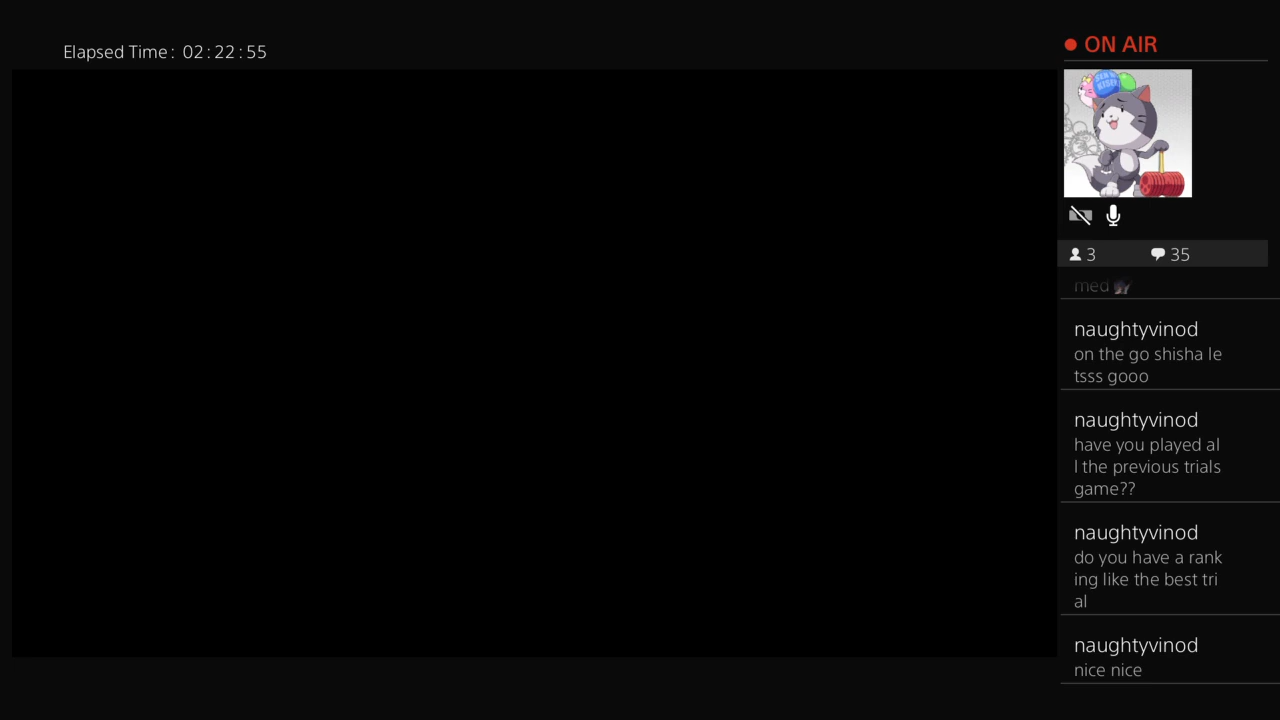 Elapsed Time: 02:22:55
ON AIR
3
35
med
naughtyvinod
on the go shisha le
tsss gooo
naughtyvinod
have you played al
l the previous trials
game??
naughtyvinod
do you have a rank
ing like the best tri
al
naughtyvinod
nice nice